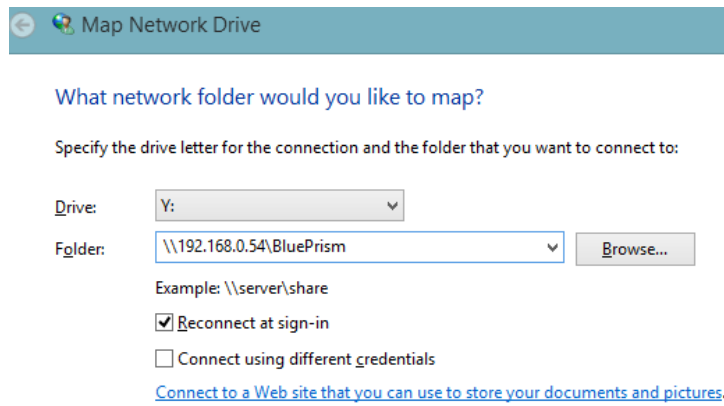 Map Network Drive
What network folder would you like to map?
Specify the drive letter for the connection and the folder that you want to connect to:
Drive: Y:
Folder: \\192.168.0.54\BluePrism Browse...
Example: \\server\share
Reconnect at sign-in
Connect using different credentials
Connect to a Web site that you can use to store your documents and pictures.